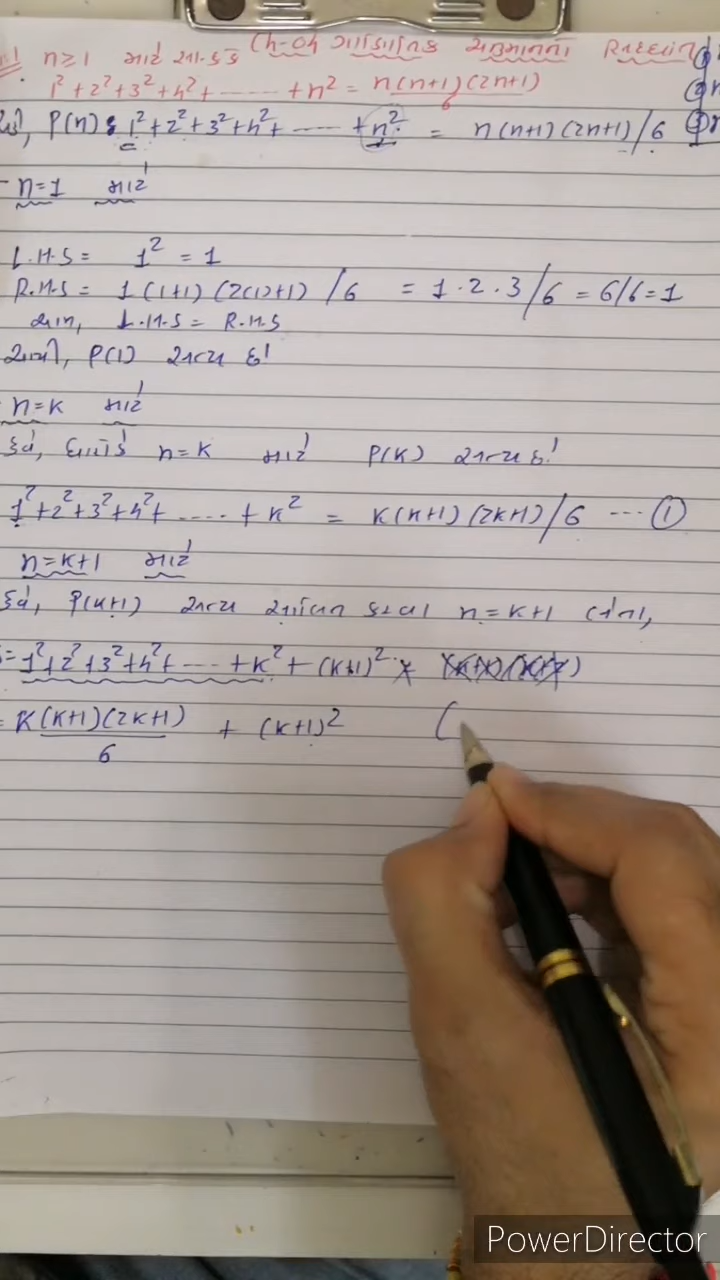 n≥1 માટે સા.ક.કે Ch-04 ગાણિતિક અનુમાનનો સિદ્ધાંત
1²+2²+3²+4²+ ...... +n² = n(n+1)(2n+1)/6
P(n): 1²+2²+3²+4²+ ...... +n² = n(n+1)(2n+1)/6
n=1 માટે
L.H.S = 1² = 1
R.H.S = 1(1+1)(2(1)+1)/6 = 1·2·3/6 = 6/6 = 1
આમ, L.H.S = R.H.S
P(1) સત્ય છે
n=k માટે
હવે, ધારોકે n=k માટે P(k) સત્ય છે
1²+2²+3²+4²+ ..... +k² = k(k+1)(2k+1)/6 ... ①
n=k+1 માટે
હવે, P(k+1) સત્ય સાબિત કરવા n=k+1 લેતા,
=1²+2²+3²+4²+ ... +k²+(k+1)²
= k(k+1)(2k+1)/6 + (k+1)² (
PowerDirector